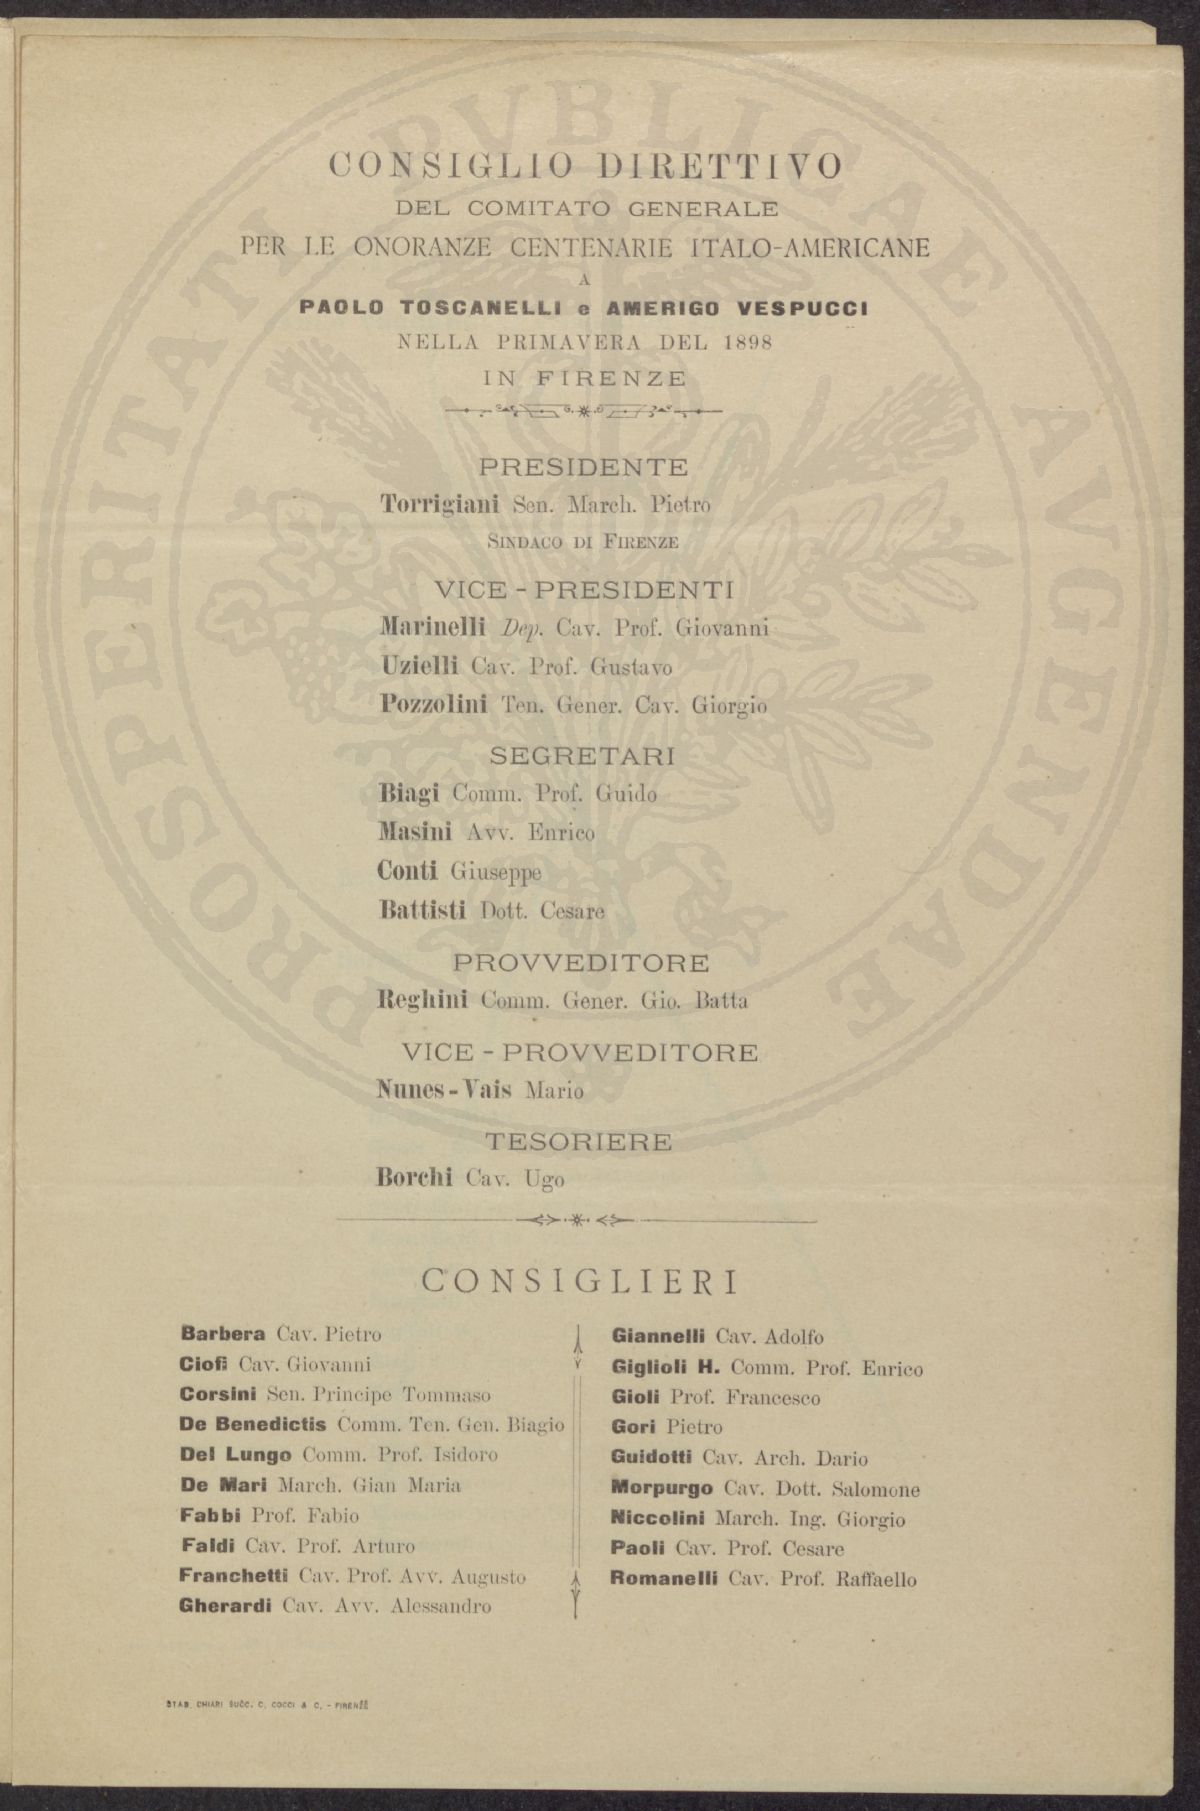 CONSIGLIO DIRETTIVO
DEL COMITATO GENERALE
PER LE ONORANZE CENTENARIE ITALO-AMERICANE
A
PAOLO TOSCANELLI e AMERIGO VESPUCCI
NELLA PRIMAVERA DEL 1898
IN FIRENZE
PRESIDENTE
Torrigiani Sen. March. Pietro
SINDACO DI FIRENZE
VICE-PRESIDENTI
Marinelli Dep. Cav. Prof. Giovanni
Uzielli Cav. Prof. Gustavo
Pozzolini Ten. Gener. Cav. Giorgio
SEGRETARI
Biagi Comm. Prof. Guido
Masini Avv. Enrico
Conti Giuseppe
Battisti Dott. Cesare
PROVVEDITORE
Reghini Comm. Gener. Gio. Batta
VICE-PROVVEDITORE
Nunes-Vais Mario
TESORIERE
Borchi Cav. Ugo
CONSIGLIERI
Barbera Cav. Pietro
Ciofi Cav. Giovanni
Corsini Sen. Principe Tommaso
De Benedictis Comm. Ten. Gen. Biagio
Del Lungo Comm. Prof. Isidoro
De Mari March. Gian Maria
Fabbi Prof. Fabio
Faldi Cav. Prof. Arturo
Franchetti Cav. Prof. Avv. Augusto
Gherardi Cav. Avv. Alessandro
Giannelli Cav. Adolfo
Giglioli H. Comm. Prof. Enrico
Gioli Prof. Francesco
Gori Pietro
Guidotti Cav. Arch. Dario
Morpurgo Cav. Dott. Salomone
Niccolini March. Ing. Giorgio
Paoli Cav. Prof. Cesare
Romanelli Cav. Prof. Raffaello
STAB. CHIARI SUCC. C. COCCI & C. - FIRENZE
PROSPERITATI PVBLICAE AVGENDAE